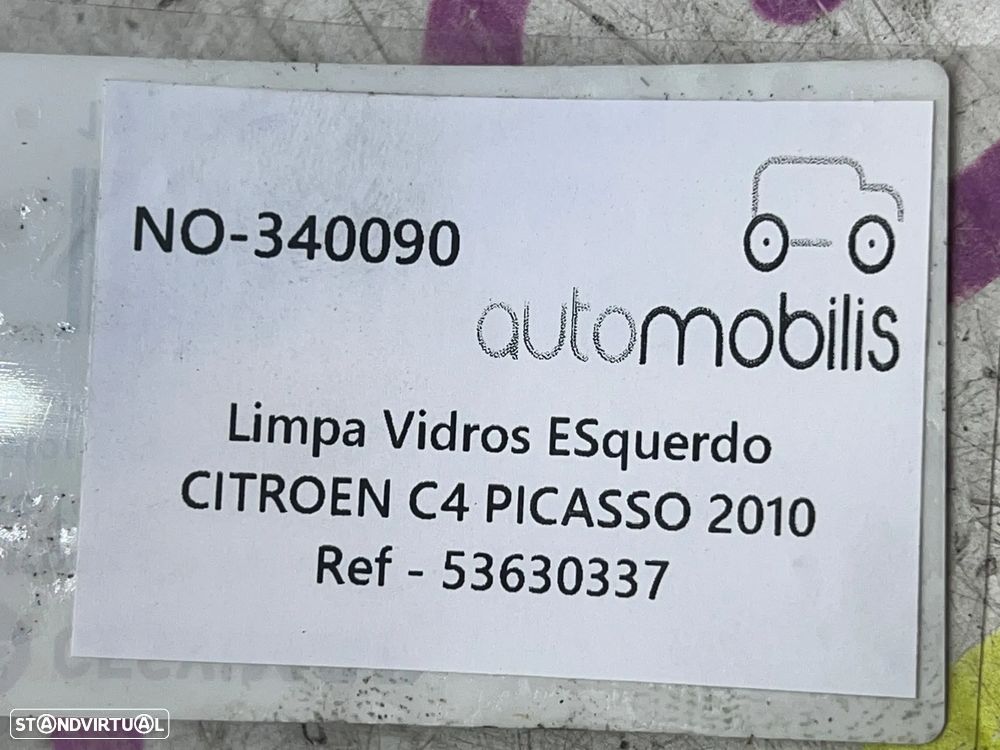 NO-340090
automobilis
Limpa Vidros ESquerdo
CITROEN C4 PICASSO 2010
Ref - 53630337
STANDVIRTUAL